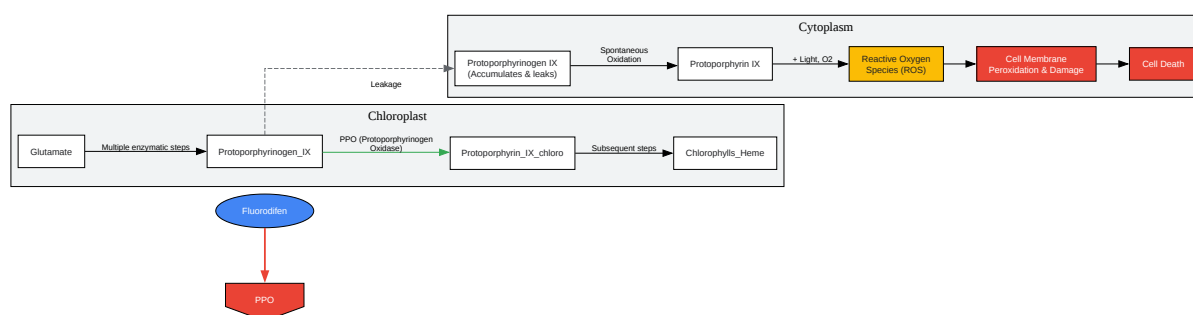 Cytoplasm
Protoporphyrinogen IX
(Accumulates & leaks)
Spontaneous
Oxidation
Protoporphyrin IX
+ Light, O2
Reactive Oxygen
Species (ROS)
Cell Membrane
Peroxidation & Damage
Cell Death
Leakage
Chloroplast
Glutamate
Multiple enzymatic steps
Protoporphyrinogen_IX
PPO (Protoporphyrinogen
Oxidase)
Protoporphyrin_IX_chloro
Subsequent steps
Chlorophylls_Heme
Fluorodifen
PPO